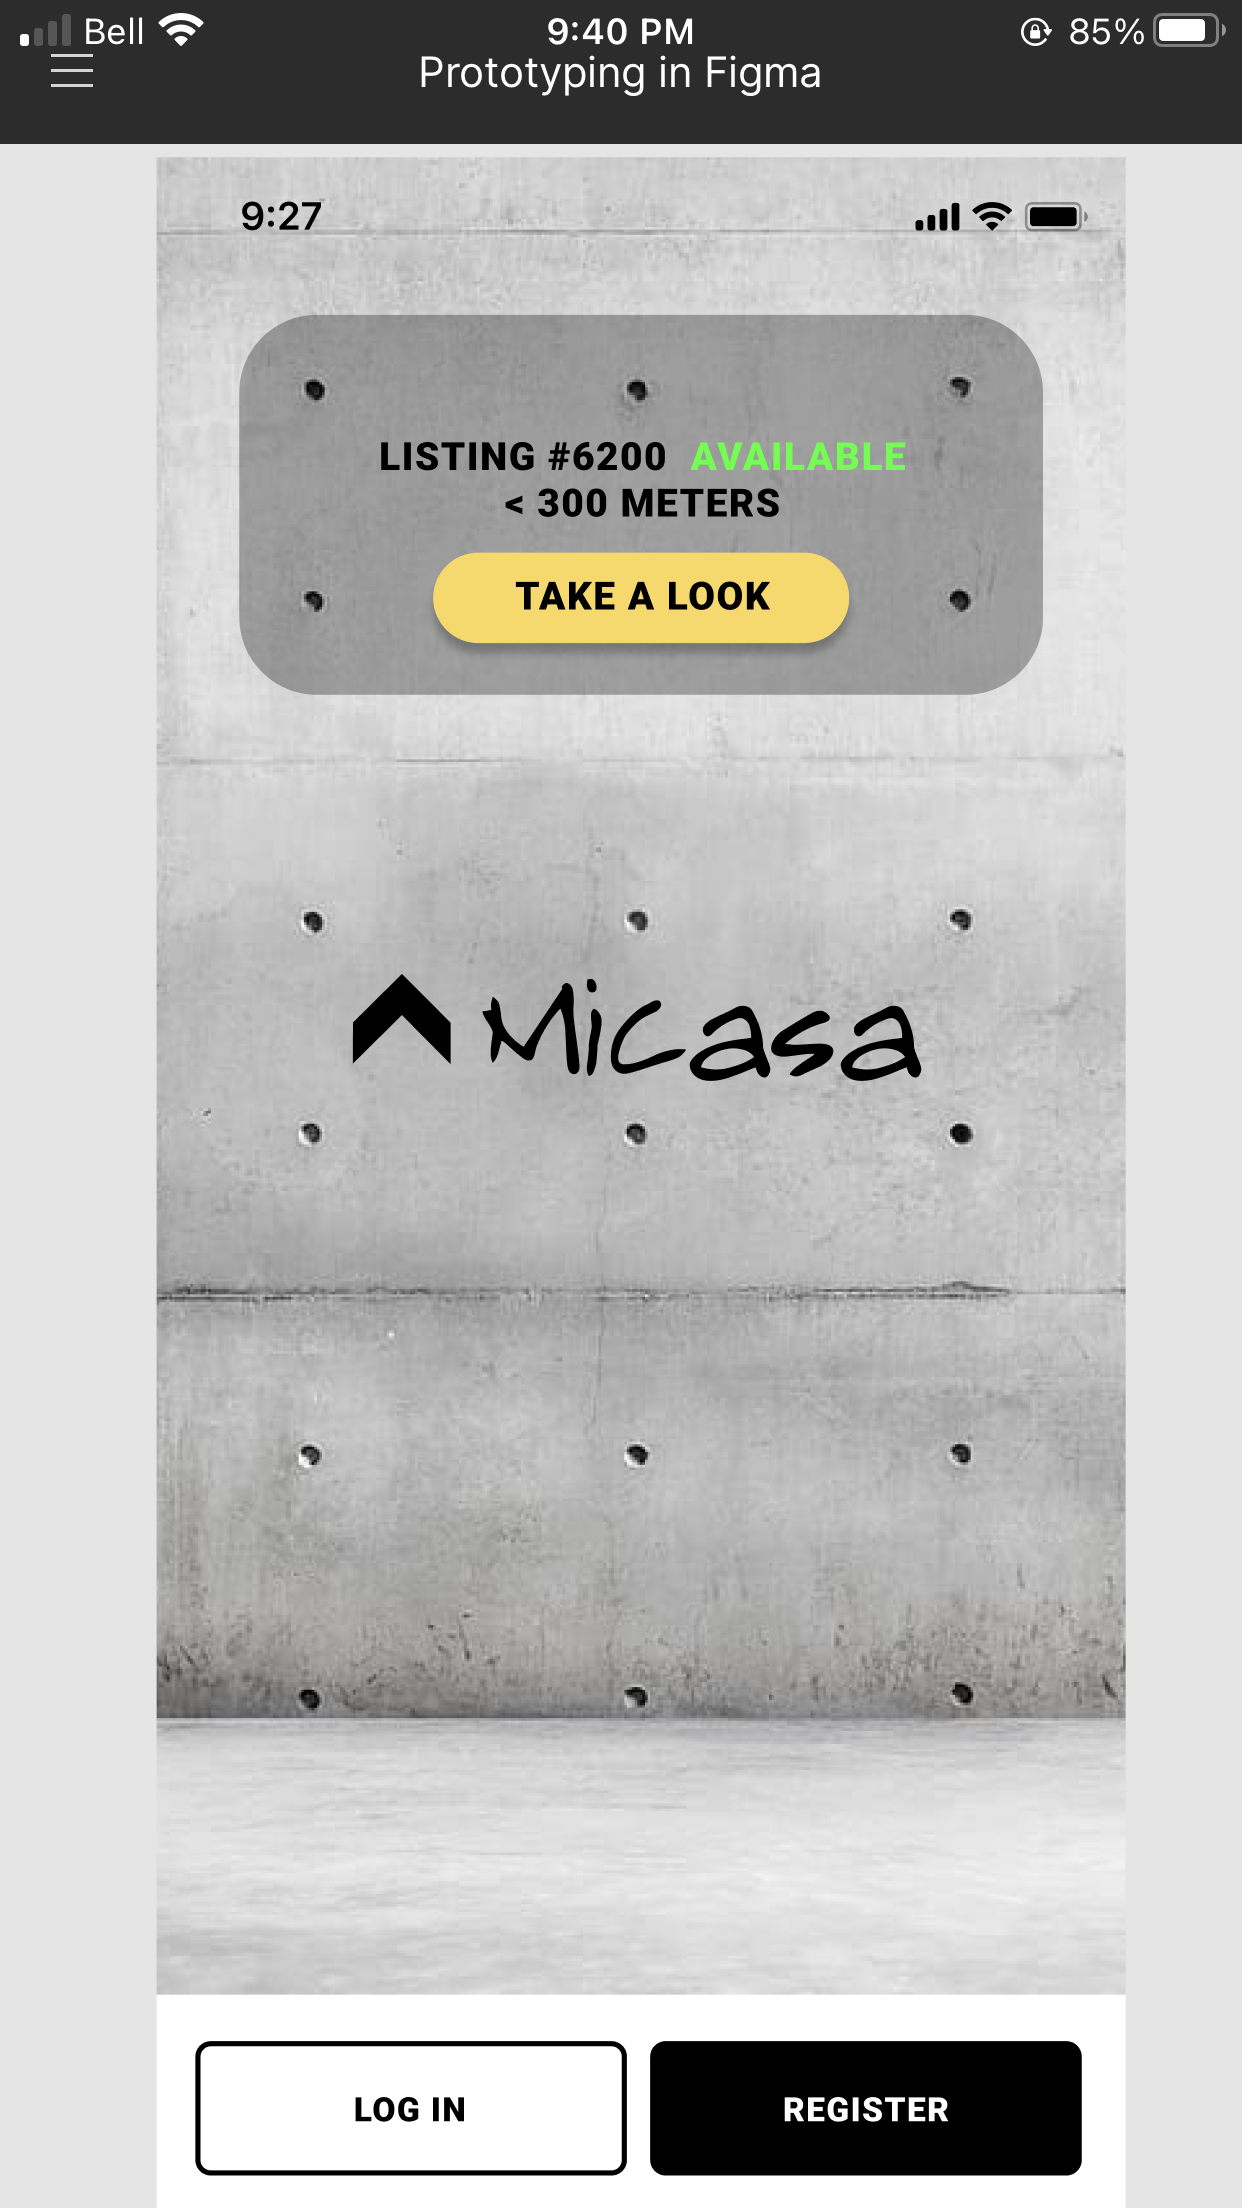 Bell 9:40 PM 85%
Prototyping in Figma
9:27
LISTING #6200 AVAILABLE
< 300 METERS
TAKE A LOOK
Micasa
LOG IN REGISTER